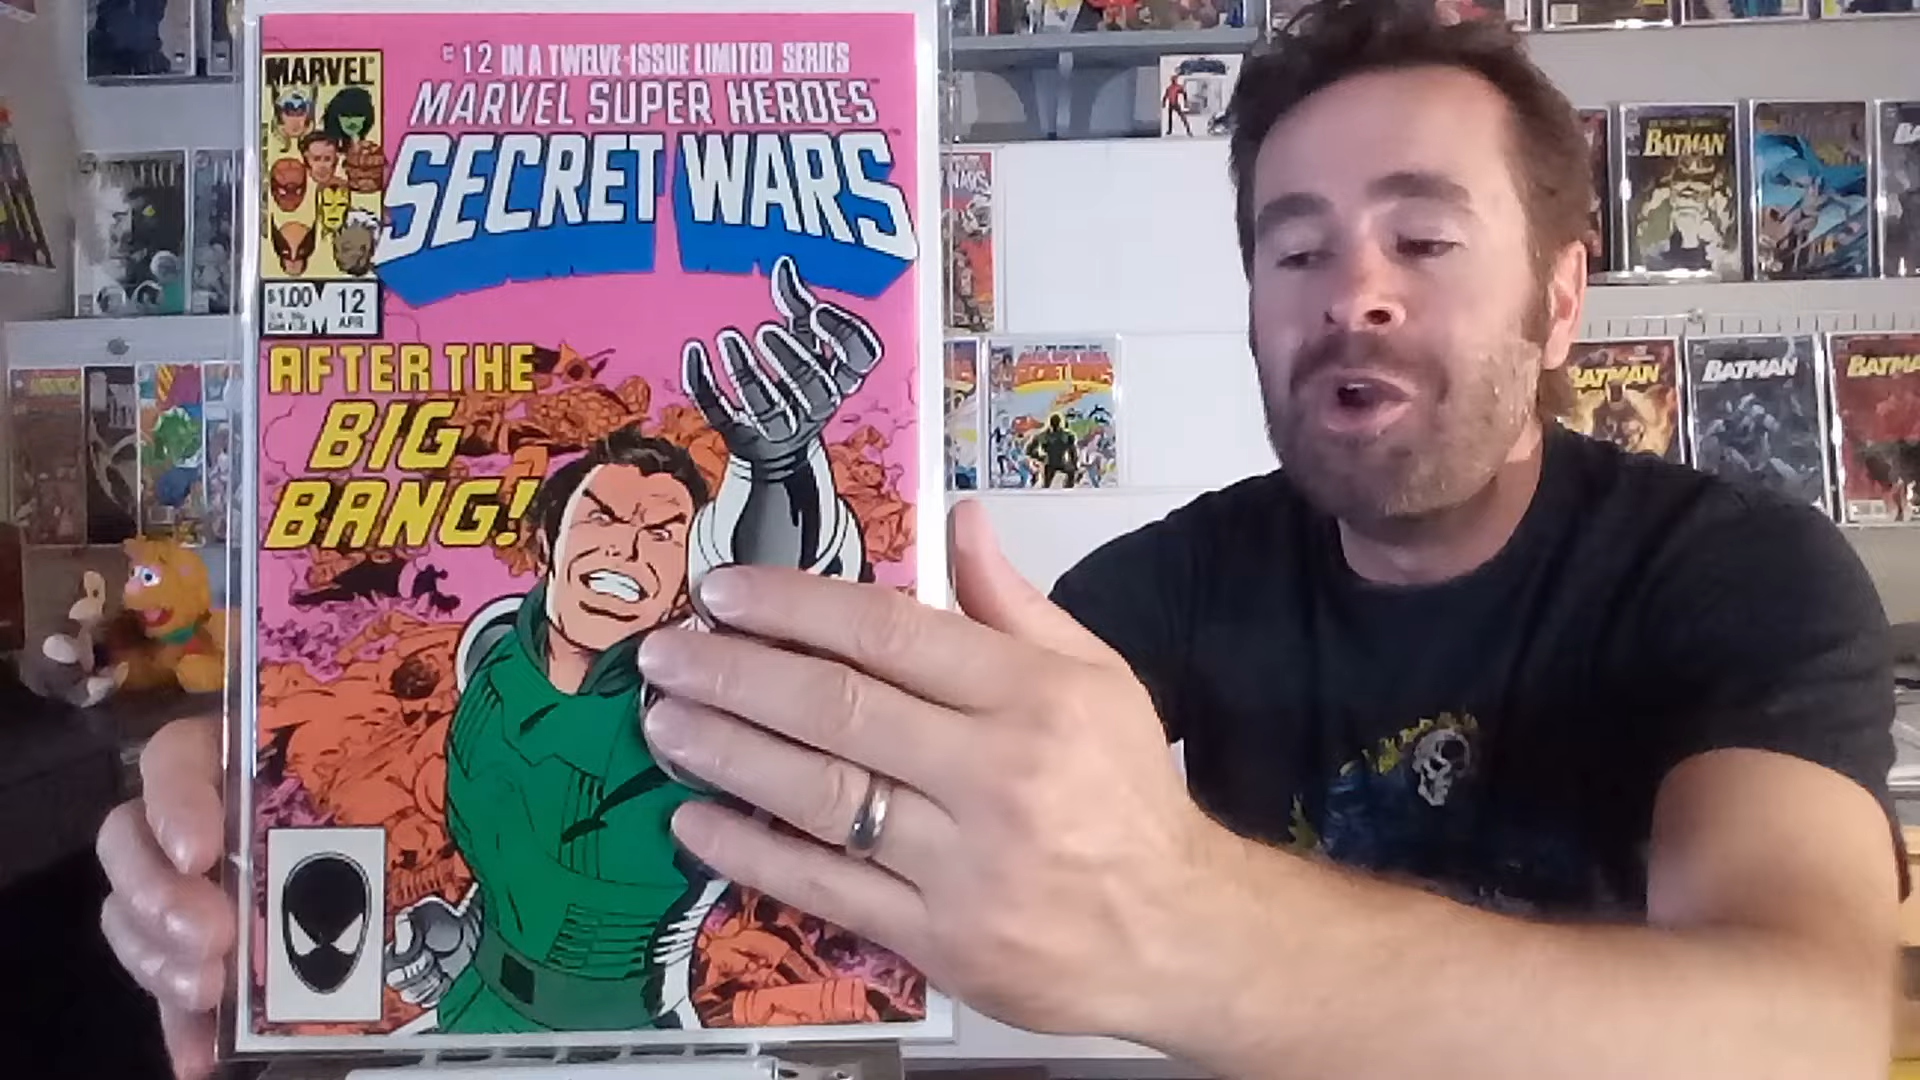 12 IN A TWELVE-ISSUE LIMITED SERIES
MARVEL
MARVEL SUPER HEROES
SECRET WARS
$1.00
12
APR
AFTER THE
BIG
BANG!
BATMAN
SECRET WARS
BATMAN
BATMAN
BATMA